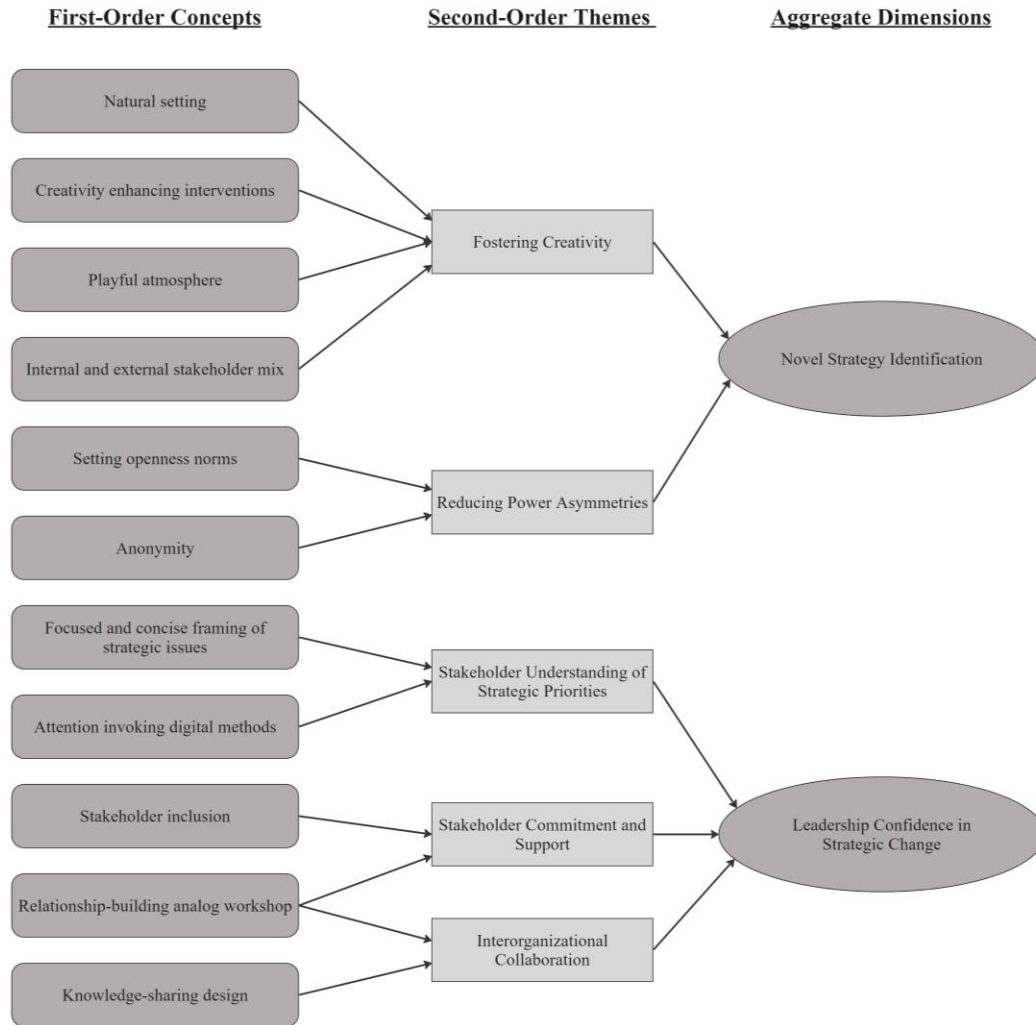 First-Order Concepts
Second-Order Themes
Aggregate Dimensions
Natural setting
Creativity enhancing interventions
Playful atmosphere
Internal and external stakeholder mix
Setting openness norms
Anonymity
Focused and concise framing of
strategic issues
Attention invoking digital methods
Stakeholder inclusion
Relationship-building analog workshop
Knowledge-sharing design
Fostering Creativity
Reducing Power Asymmetries
Stakeholder Understanding of
Strategic Priorities
Stakeholder Commitment and
Support
Interorganizational
Collaboration
Novel Strategy Identification
Leadership Confidence in
Strategic Change